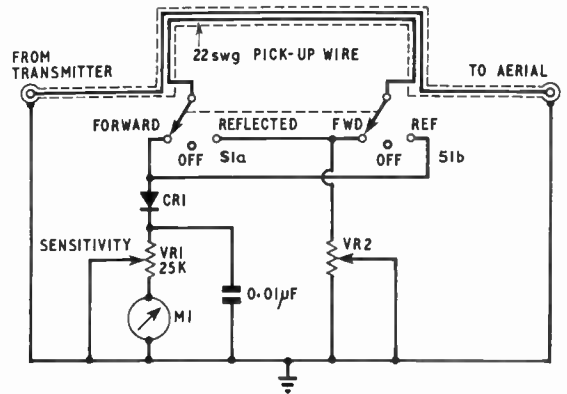 22swg PICK-UP WIRE
FROM
TRANSMITTER
TO AERIAL
FORWARD
REFLECTED
FWD
REF
OFF
S1a
OFF
S1b
CR1
SENSITIVITY
VR1
25K
VR2
0.01µF
M1